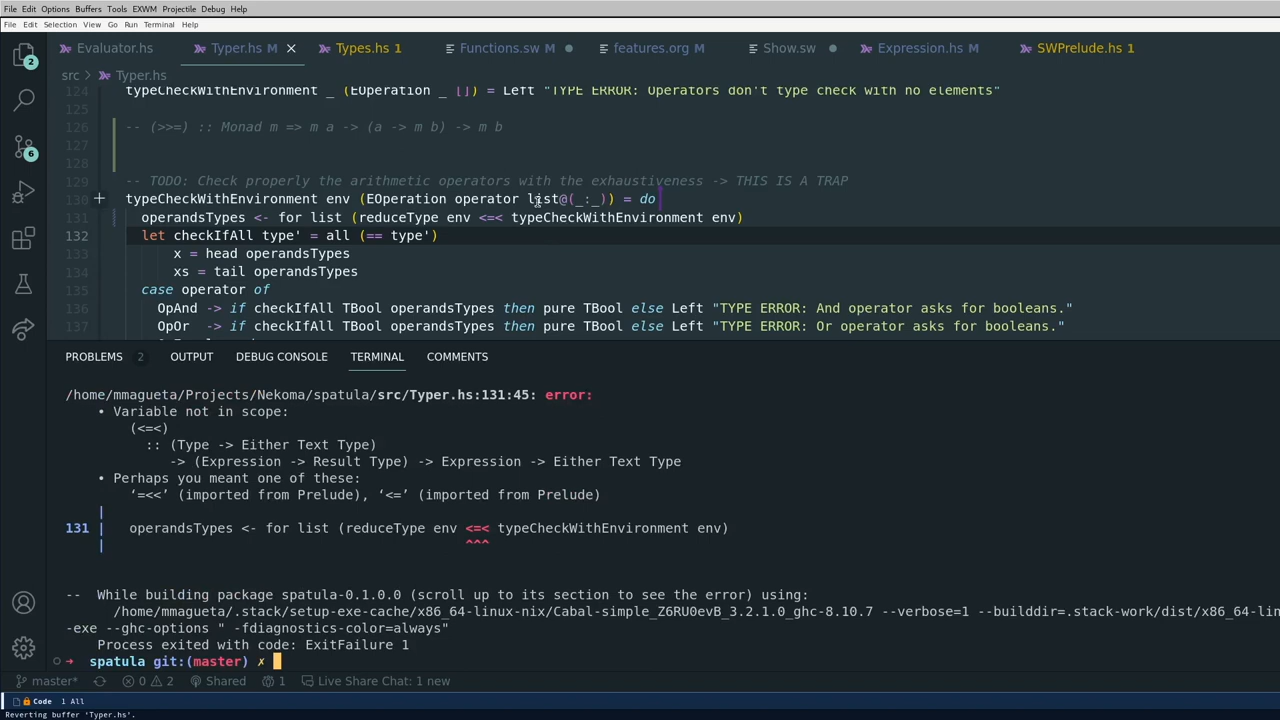 File Edit Options Buffers Tools EXWM Projectile Debug Help
File Edit Selection View Go Run Terminal Help
Evaluator.hs Typer.hs M Types.hs 1 Functions.sw features.org M Show.sw Expression.hs M SWPrelude.hs 1
src > Typer.hs
124 typeCheckWithEnvironment _ (EOperation _ []) = Left "TYPE ERROR: Operators don't type check with no elements"
125
126 -- (>>=) :: Monad m => m a -> (a -> m b) -> m b
127
128
129 -- TODO: Check properly the arithmetic operators with the exhaustiveness -> THIS IS A TRAP
130 typeCheckWithEnvironment env (EOperation operator list@(_:_)) = do
131 operandsTypes <- for list (reduceType env <=< typeCheckWithEnvironment env)
132 let checkIfAll type' = all (== type')
133 x = head operandsTypes
134 xs = tail operandsTypes
135 case operator of
136 OpAnd -> if checkIfAll TBool operandsTypes then pure TBool else Left "TYPE ERROR: And operator asks for booleans."
137 OpOr -> if checkIfAll TBool operandsTypes then pure TBool else Left "TYPE ERROR: Or operator asks for booleans."
PROBLEMS 2 OUTPUT DEBUG CONSOLE TERMINAL COMMENTS
/home/mmagueta/Projects/Nekoma/spatula/src/Typer.hs:131:45: error:
• Variable not in scope:
(<=<)
:: (Type -> Either Text Type)
-> (Expression -> Result Type) -> Expression -> Either Text Type
• Perhaps you meant one of these:
‘=<<’ (imported from Prelude), ‘<=’ (imported from Prelude)
|
131 | operandsTypes <- for list (reduceType env <=< typeCheckWithEnvironment env)
| ^^^
-- While building package spatula-0.1.0.0 (scroll up to its section to see the error) using:
/home/mmagueta/.stack/setup-exe-cache/x86_64-linux-nix/Cabal-simple_Z6RU0evB_3.2.1.0_ghc-8.10.7 --verbose=1 --builddir=.stack-work/dist/x86_64-lin
-exe --ghc-options " -fdiagnostics-color=always"
Process exited with code: ExitFailure 1
➜ spatula git:(master) ✗
master* 0 2 Shared 1 Live Share Chat: 1 new
Code 1 All
Reverting buffer ‘Typer.hs’.
2
6